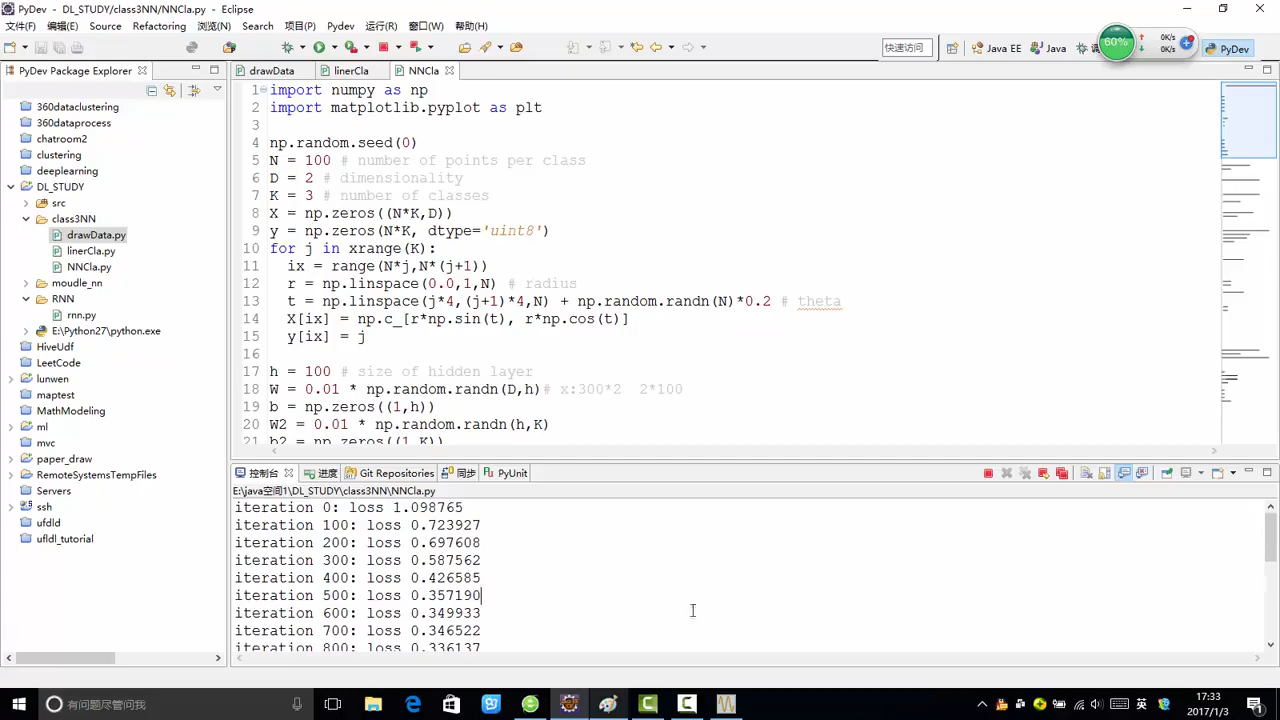 PyDev - DL_STUDY/class3NN/NNCla.py - Eclipse
文件(F) 编辑(E) Source Refactoring 浏览(N) Search 项目(P) Pydev 运行(R) 窗口(W) 帮助(H)
快速访问 Java EE Java PyDev
60% 0K/s
0K/s
PyDev Package Explorer
360dataclustering
360dataprocess
chatroom2
clustering
deeplearning
DL_STUDY
src
class3NN
drawData.py
linerCla.py
NNCla.py
moudle_nn
RNN
rnn.py
E:\Python27\python.exe
HiveUdf
LeetCode
lunwen
maptest
MathModeling
ml
mvc
paper_draw
RemoteSystemsTempFiles
Servers
ssh
ufdld
ufldl_tutorial
drawData linerCla NNCla
1 import numpy as np
2 import matplotlib.pyplot as plt
3
4 np.random.seed(0)
5 N = 100 # number of points per class
6 D = 2 # dimensionality
7 K = 3 # number of classes
8 X = np.zeros((N*K,D))
9 y = np.zeros(N*K, dtype='uint8')
10 for j in xrange(K):
11 ix = range(N*j,N*(j+1))
12 r = np.linspace(0.0,1,N) # radius
13 t = np.linspace(j*4,(j+1)*4,N) + np.random.randn(N)*0.2 # theta
14 X[ix] = np.c_[r*np.sin(t), r*np.cos(t)]
15 y[ix] = j
16
17 h = 100 # size of hidden layer
18 W = 0.01 * np.random.randn(D,h)# x:300*2 2*100
19 b = np.zeros((1,h))
20 W2 = 0.01 * np.random.randn(h,K)
21 b2 = np.zeros((1,K))
控制台 进度 Git Repositories 同步 PyUnit
E:\java空间1\DL_STUDY\class3NN\NNCla.py
iteration 0: loss 1.098765
iteration 100: loss 0.723927
iteration 200: loss 0.697608
iteration 300: loss 0.587562
iteration 400: loss 0.426585
iteration 500: loss 0.357190
iteration 600: loss 0.349933
iteration 700: loss 0.346522
iteration 800: loss 0.336137
有问题尽管问我
英
17:33
2017/1/3